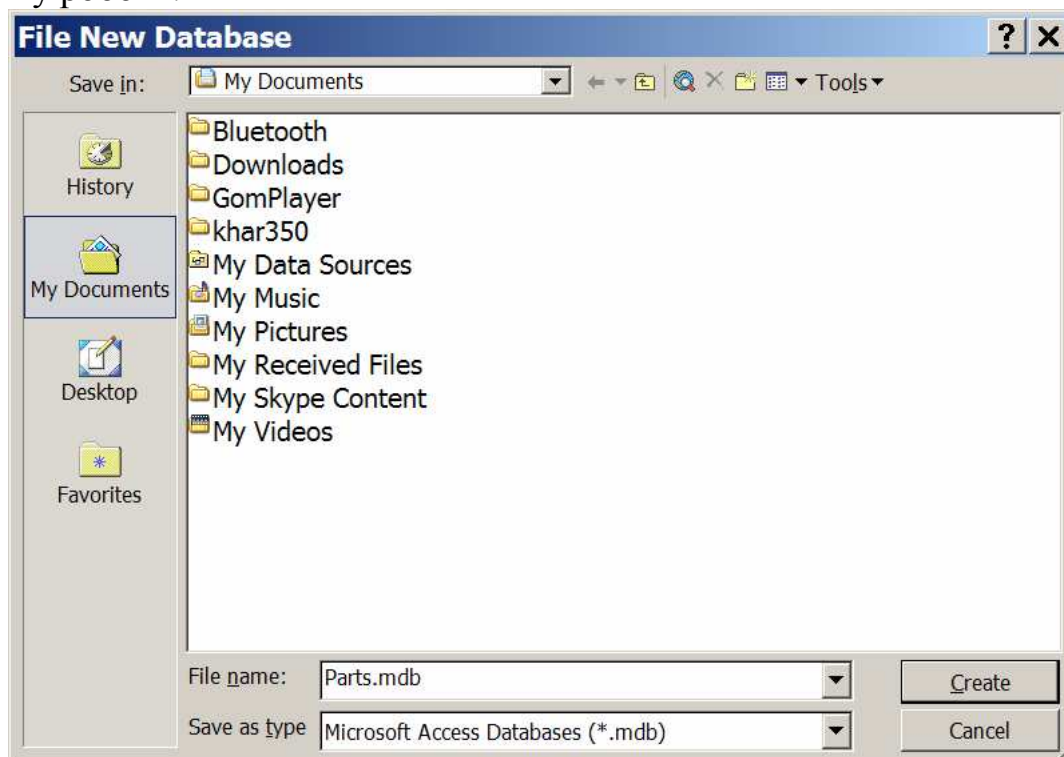 File New Database
Save in:
My Documents
Tools
History
My Documents
Desktop
Favorites
Bluetooth
Downloads
GomPlayer
khar350
My Data Sources
My Music
My Pictures
My Received Files
My Skype Content
My Videos
File name:
Parts.mdb
Create
Save as type
Microsoft Access Databases (*.mdb)
Cancel